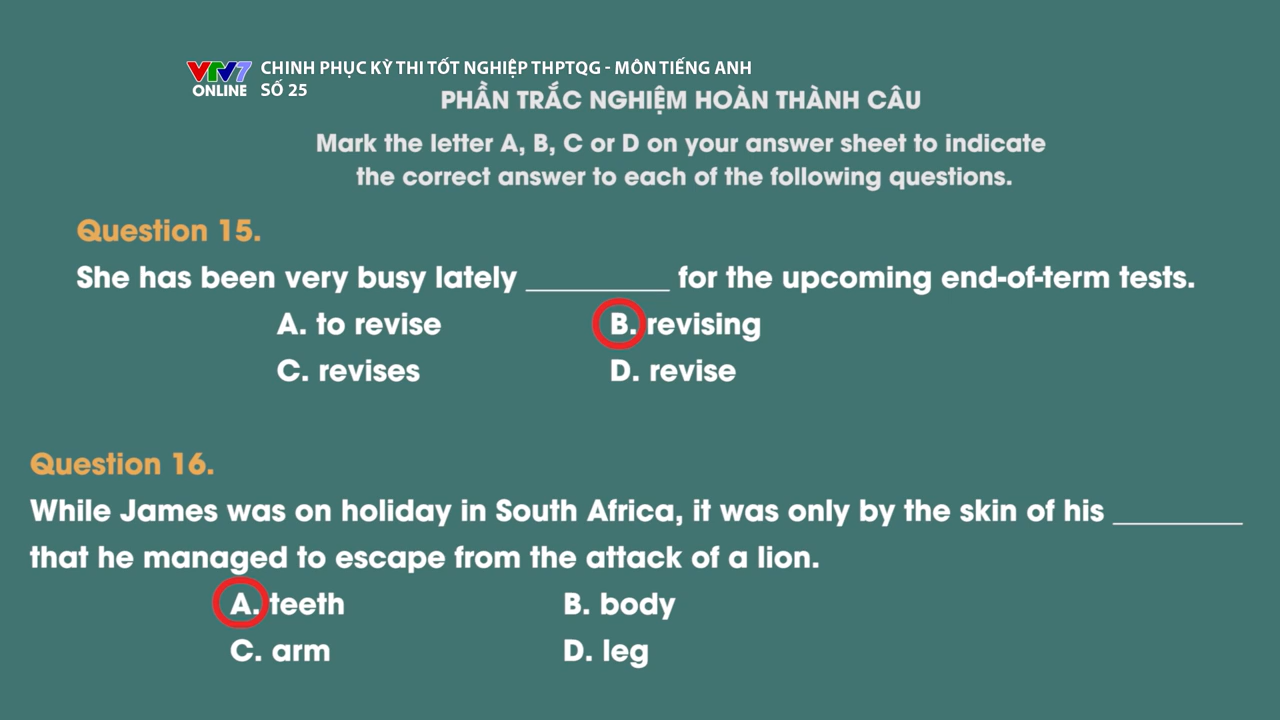 VTV7
ONLINE
CHINH PHỤC KỲ THI TỐT NGHIỆP THPTQG - MÔN TIẾNG ANH
SỐ 25
PHẦN TRẮC NGHIỆM HOÀN THÀNH CÂU
Mark the letter A, B, C or D on your answer sheet to indicate
the correct answer to each of the following questions.
Question 15.
She has been very busy lately __________ for the upcoming end-of-term tests.
A. to revise B. revising
C. revises D. revise
Question 16.
While James was on holiday in South Africa, it was only by the skin of his _________
that he managed to escape from the attack of a lion.
A. teeth B. body
C. arm D. leg